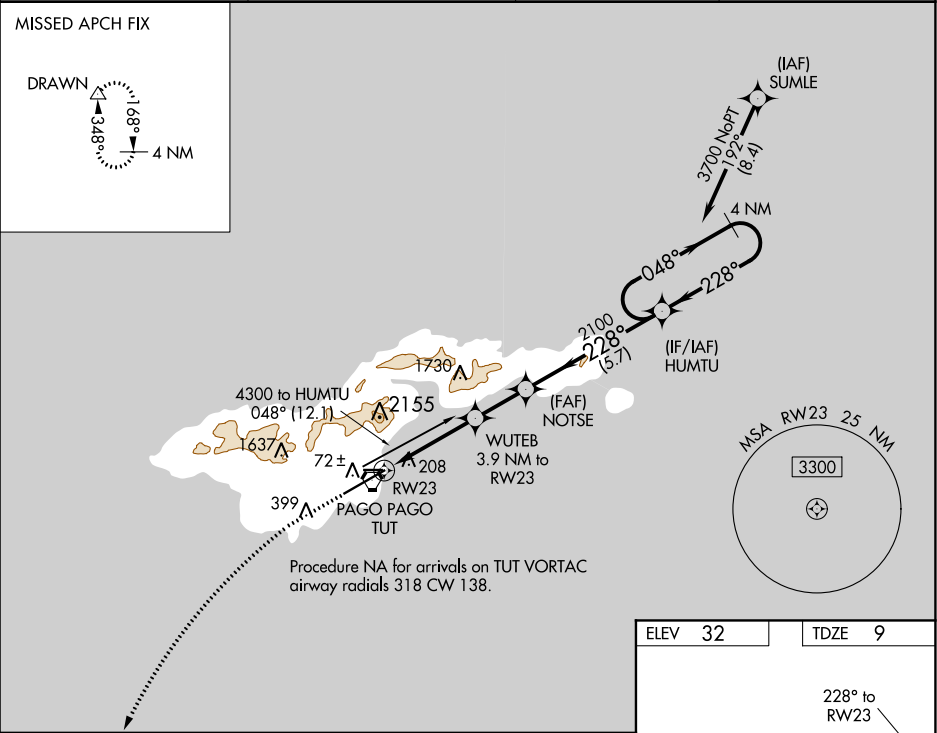 MISSED APCH FIX
DRAWN
348°
168°
4 NM
(IAF)
SUMLE
3700 NoPT
192°
(8.4)
4 NM
048°
228°
(IF/IAF)
HUMTU
2100
228°
(5.7)
(FAF)
NOTSE
WUTEB
3.9 NM to
RW23
4300 to HUMTU
048° (12.1)
1730
2155
1637
72±
208
RW23
399
PAGO PAGO
TUT
Procedure NA for arrivals on TUT VORTAC
airway radials 318 CW 138.
MSA RW23 25 NM
3300
ELEV 32
TDZE 9
228° to
RW23